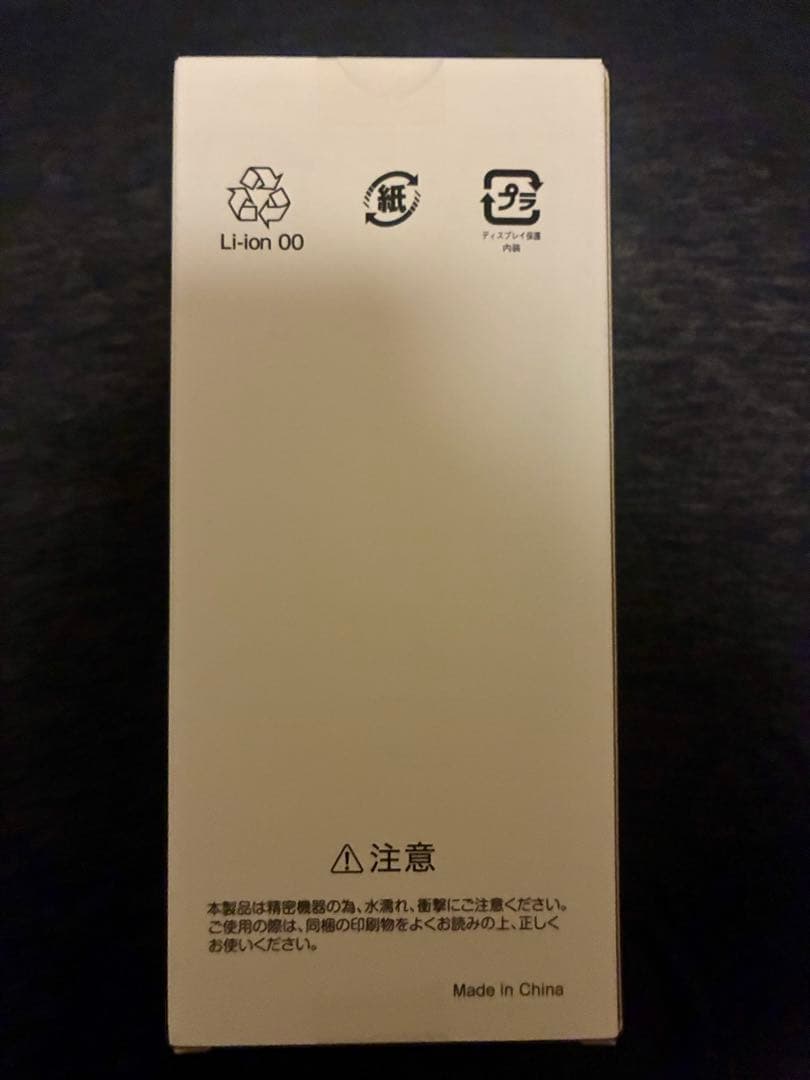 Li-ion 00
紙
プラ
ディスプレイ保護
内装
注意
本製品は精密機器の為、水濡れ、衝撃にご注意ください。
ご使用の際は、同梱の印刷物をよくお読みの上、正しく
お使いください。
Made in China